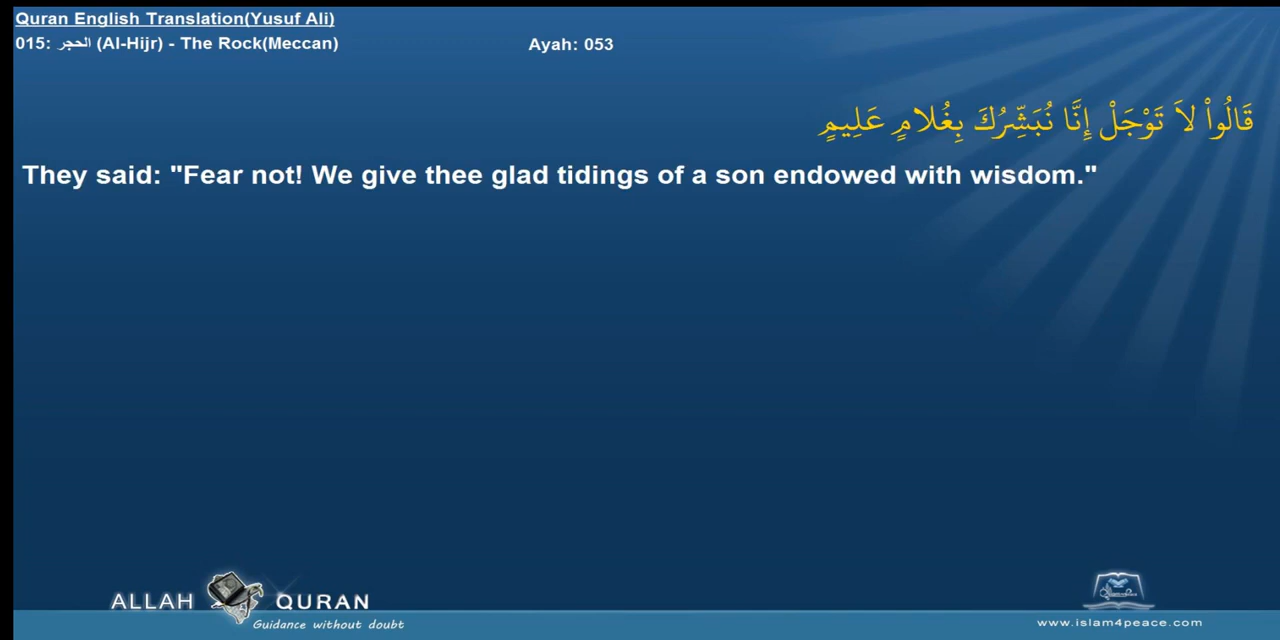 Quran English Translation(Yusuf Ali)
015: الحجر (Al-Hijr) - The Rock(Meccan) Ayah: 053
قَالُواْ لاَ تَوْجَلْ إِنَّا نُبَشِّرُكَ بِغُلامٍ عَلِيمٍ
They said: "Fear not! We give thee glad tidings of a son endowed with wisdom."
ALLAH QURAN
Guidance without doubt
www.islam4peace.com